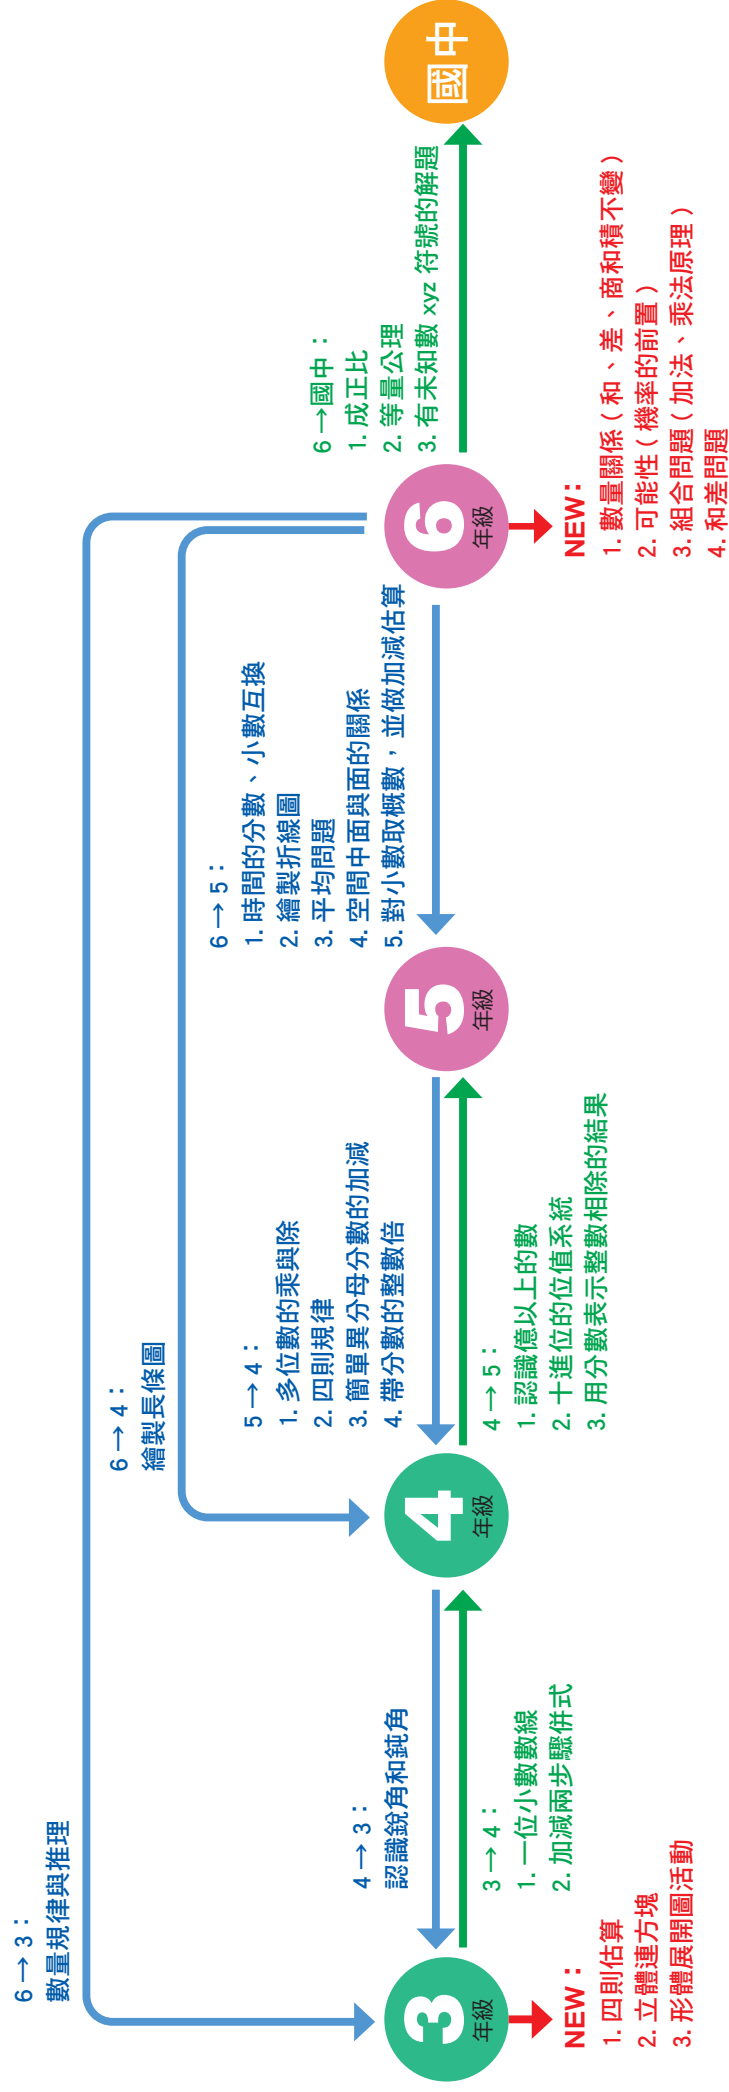 6→3：
數量規律與推理
6→4：
繪製長條圖
6→5：
1. 時間的分數、小數互換
2. 繪製折線圖
3. 平均問題
4. 空間中面與面的關係
5. 對小數取概數，並做加減估算
5→4：
1. 多位數的乘與除
2. 四則規律
3. 簡單異分母分數的加減
4. 帶分數的整數倍
6→國中：
1. 成正比
2. 等量公理
3. 有未知數 xyz 符號的解題
4→3：
認識銳角和鈍角
3
年級
4
年級
5
年級
6
年級
國中
3→4：
1. 一位小數數線
2. 加減兩步驟併式
4→5：
1. 認識億以上的數
2. 十進位的位值系統
3. 用分數表示整數相除的結果
NEW：
1. 四則估算
2. 立體連方塊
3. 形體展開圖活動
NEW：
1. 數量關係（和、差、商和積不變）
2. 可能性（機率的前置）
3. 組合問題（加法、乘法原理）
4. 和差問題